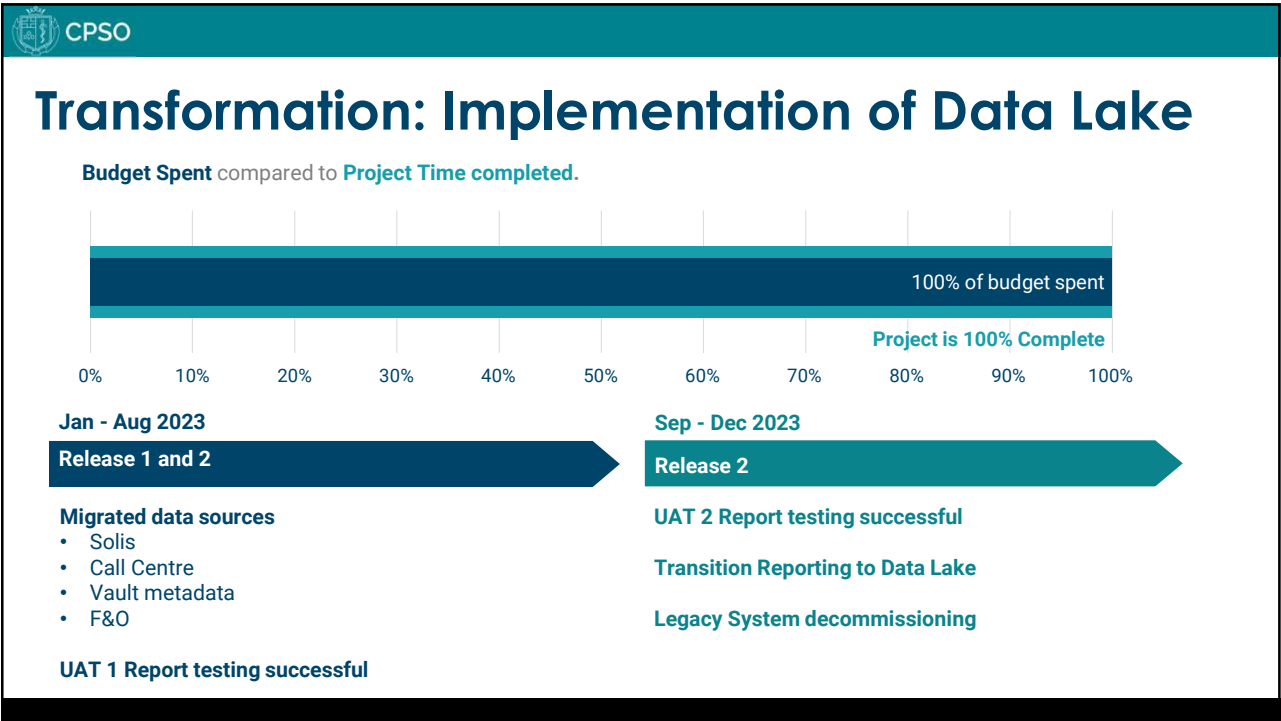 CPSO
Transformation: Implementation of Data Lake
Budget Spent compared to Project Time completed.
100% of budget spent
Project is 100% Complete
0% 10% 20% 30% 40% 50% 60% 70% 80% 90% 100%
Jan - Aug 2023
Release 1 and 2
Migrated data sources
• Solis
• Call Centre
• Vault metadata
• F&O
UAT 1 Report testing successful
Sep - Dec 2023
Release 2
UAT 2 Report testing successful
Transition Reporting to Data Lake
Legacy System decommissioning